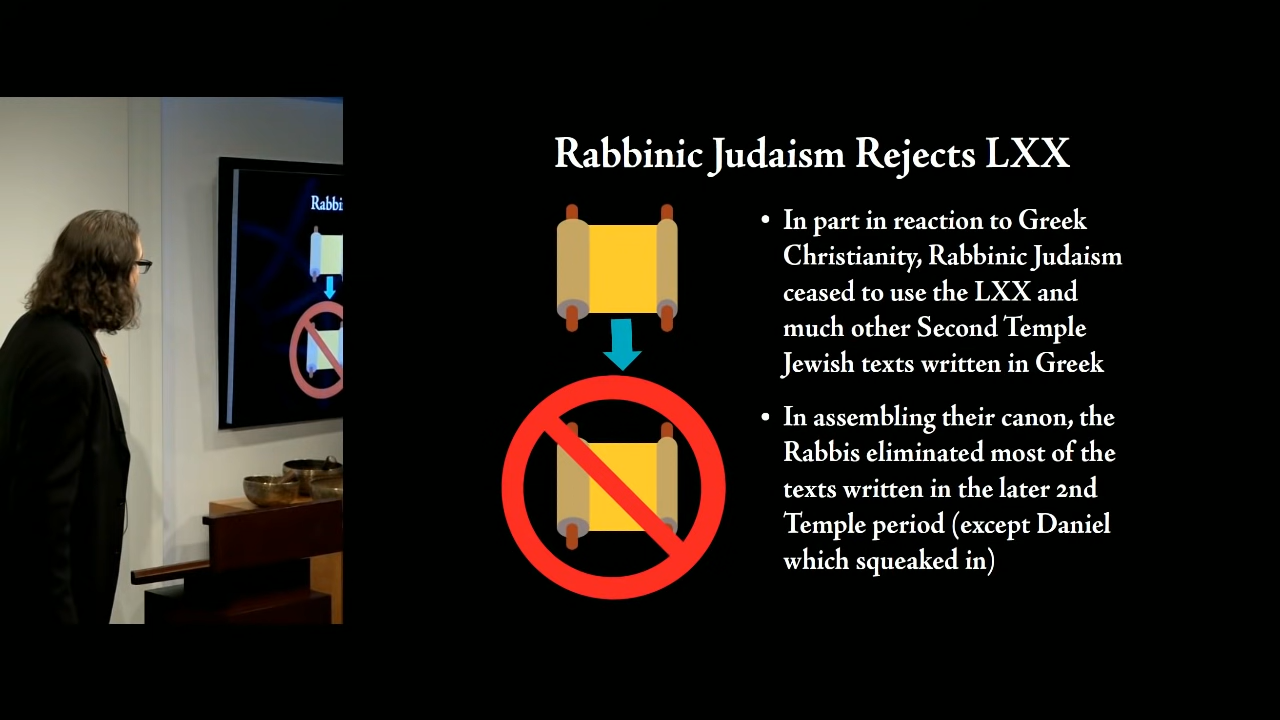 Rabbinic Judaism Rejects LXX
• In part in reaction to Greek
Christianity, Rabbinic Judaism
ceased to use the LXX and
much other Second Temple
Jewish texts written in Greek
• In assembling their canon, the
Rabbis eliminated most of the
texts written in the later 2nd
Temple period (except Daniel
which squeaked in)
Rabbi